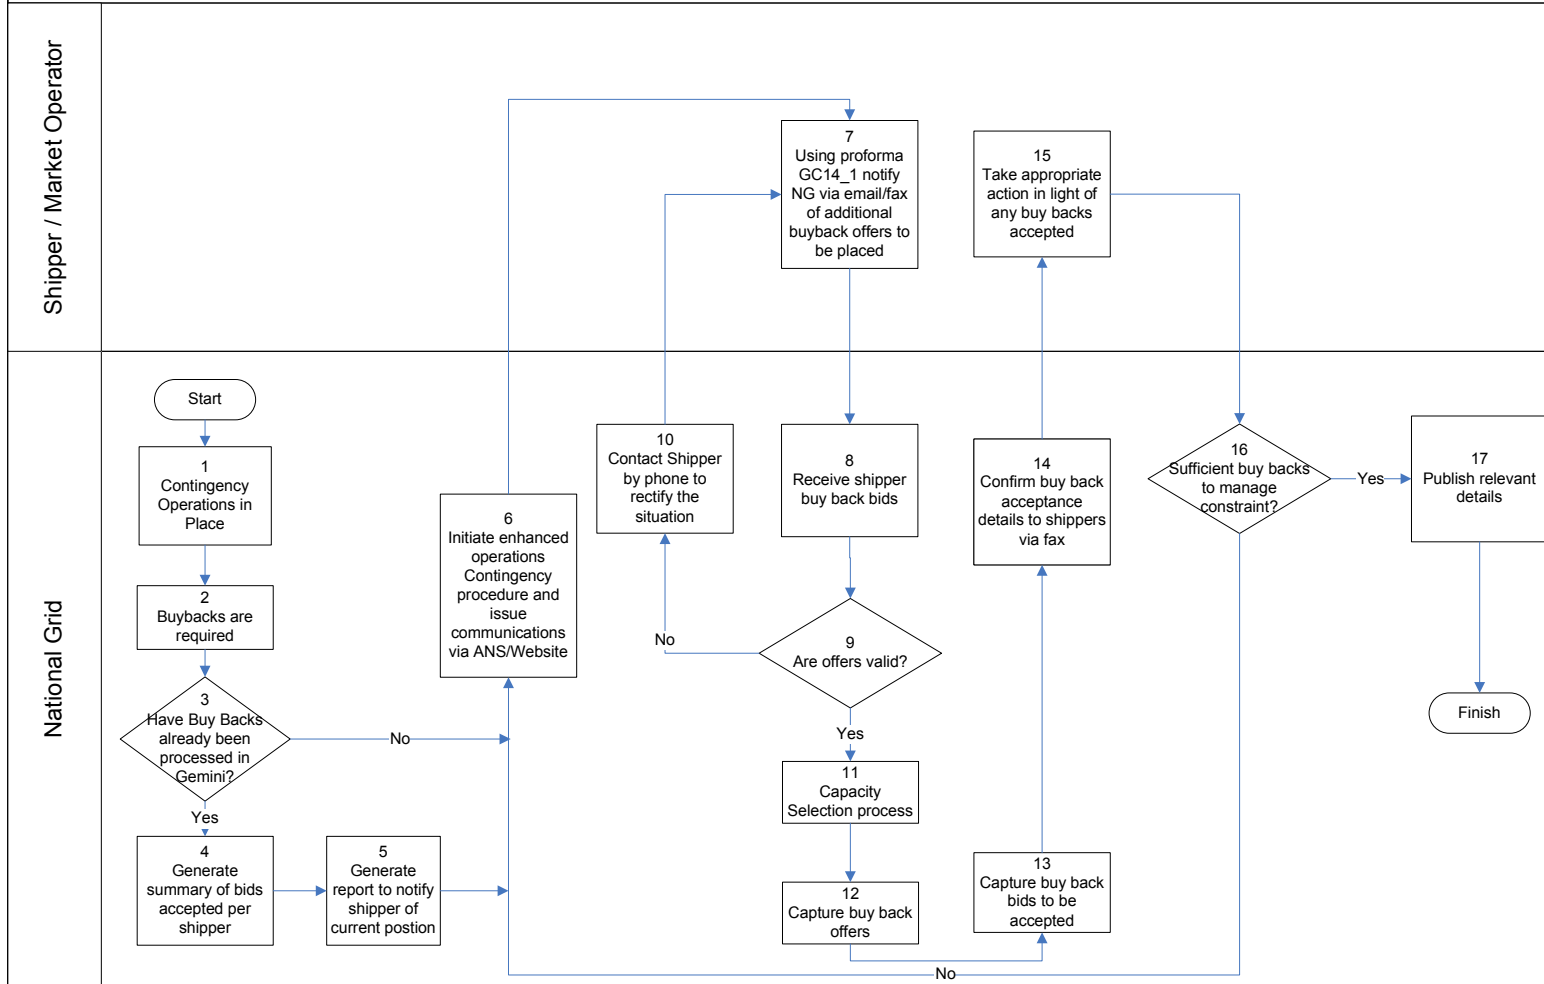 Shipper / Market Operator
7
Using proforma
GC14_1 notify
NG via email/fax
of additional
buyback offers to
be placed
15
Take appropriate
action in light of
any buy backs
accepted
National Grid
Start
1
Contingency
Operations in
Place
2
Buybacks are
required
3
Have Buy Backs
already been
processed in
Gemini?
No
Yes
4
Generate
summary of bids
accepted per
shipper
5
Generate
report to notify
shipper of
current postion
6
Initiate enhanced
operations
Contingency
procedure and
issue
communications
via ANS/Website
10
Contact Shipper
by phone to
rectify the
situation
No
8
Receive shipper
buy back bids
9
Are offers valid?
Yes
11
Capacity
Selection process
12
Capture buy back
offers
13
Capture buy back
bids to be
accepted
14
Confirm buy back
acceptance
details to shippers
via fax
16
Sufficient buy backs
to manage
constraint?
Yes
No
17
Publish relevant
details
Finish